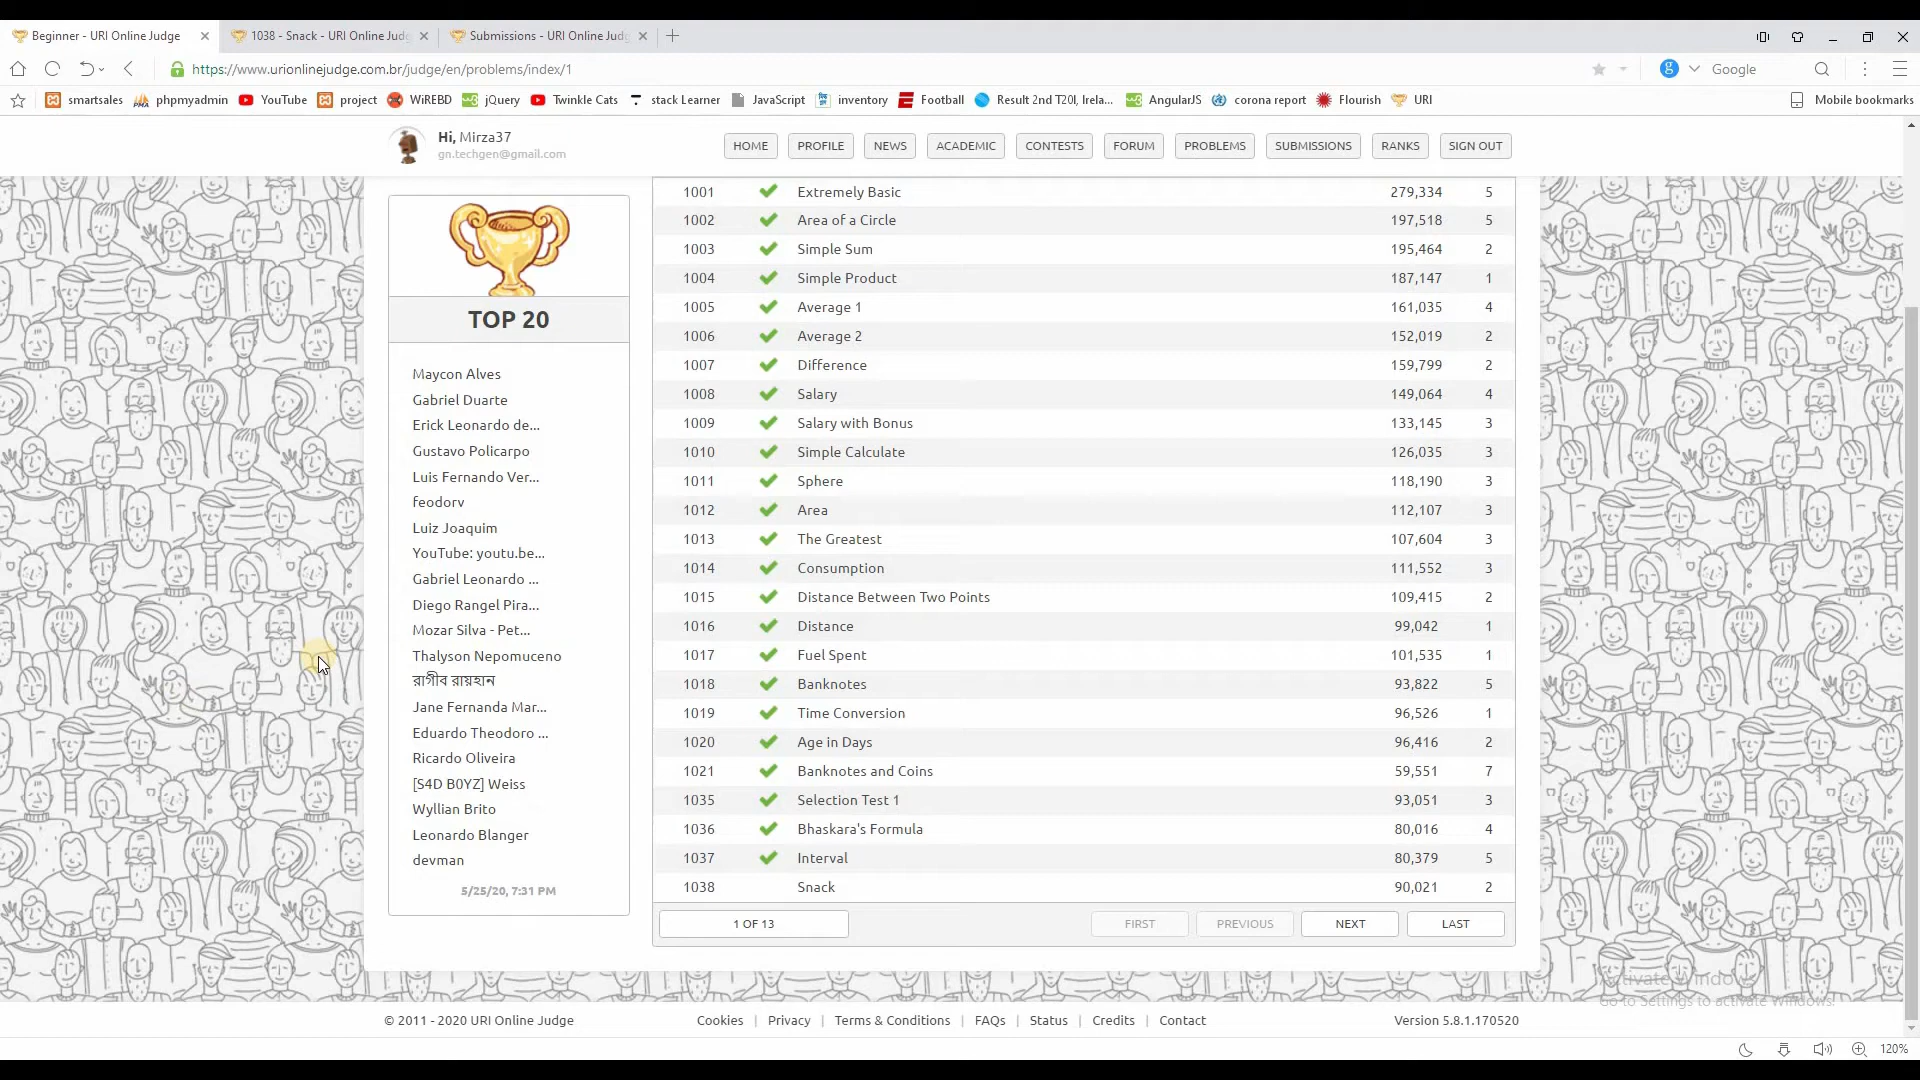 Beginner - URI Online Judge
1038 - Snack - URI Online Judg
Submissions - URI Online Judg
https://www.urionlinejudge.com.br/judge/en/problems/index/1
g
Google
smartsales
phpmyadmin
YouTube
project
WiREBD
jQuery
Twinkle Cats
stack Learner
JavaScript
inventory
Football
Result 2nd T20I, Irela...
AngularJS
corona report
Flourish
URI
Mobile bookmarks
Hi, Mirza37
gn.techgen@gmail.com
HOME
PROFILE
NEWS
ACADEMIC
CONTESTS
FORUM
PROBLEMS
SUBMISSIONS
RANKS
SIGN OUT
TOP 20
Maycon Alves
Gabriel Duarte
Erick Leonardo de...
Gustavo Policarpo
Luis Fernando Ver...
feodorv
Luiz Joaquim
YouTube: youtu.be...
Gabriel Leonardo ...
Diego Rangel Pira...
Mozar Silva - Pet...
Thalyson Nepomuceno
রাগীব রায়হান
Jane Fernanda Mar...
Eduardo Theodoro ...
Ricardo Oliveira
[S4D B0YZ] Weiss
Wyllian Brito
Leonardo Blanger
devman
5/25/20, 7:31 PM
1001 Extremely Basic 279,334 5
1002 Area of a Circle 197,518 5
1003 Simple Sum 195,464 2
1004 Simple Product 187,147 1
1005 Average 1 161,035 4
1006 Average 2 152,019 2
1007 Difference 159,799 2
1008 Salary 149,064 4
1009 Salary with Bonus 133,145 3
1010 Simple Calculate 126,035 3
1011 Sphere 118,190 3
1012 Area 112,107 3
1013 The Greatest 107,604 3
1014 Consumption 111,552 3
1015 Distance Between Two Points 109,415 2
1016 Distance 99,042 1
1017 Fuel Spent 101,535 1
1018 Banknotes 93,822 5
1019 Time Conversion 96,526 1
1020 Age in Days 96,416 2
1021 Banknotes and Coins 59,551 7
1035 Selection Test 1 93,051 3
1036 Bhaskara's Formula 80,016 4
1037 Interval 80,379 5
1038 Snack 90,021 2
1 OF 13
FIRST
PREVIOUS
NEXT
LAST
Activate Windows
Go to Settings to activate Windows.
© 2011 - 2020 URI Online Judge
Cookies | Privacy | Terms & Conditions | FAQs | Status | Credits | Contact
Version 5.8.1.170520
120%